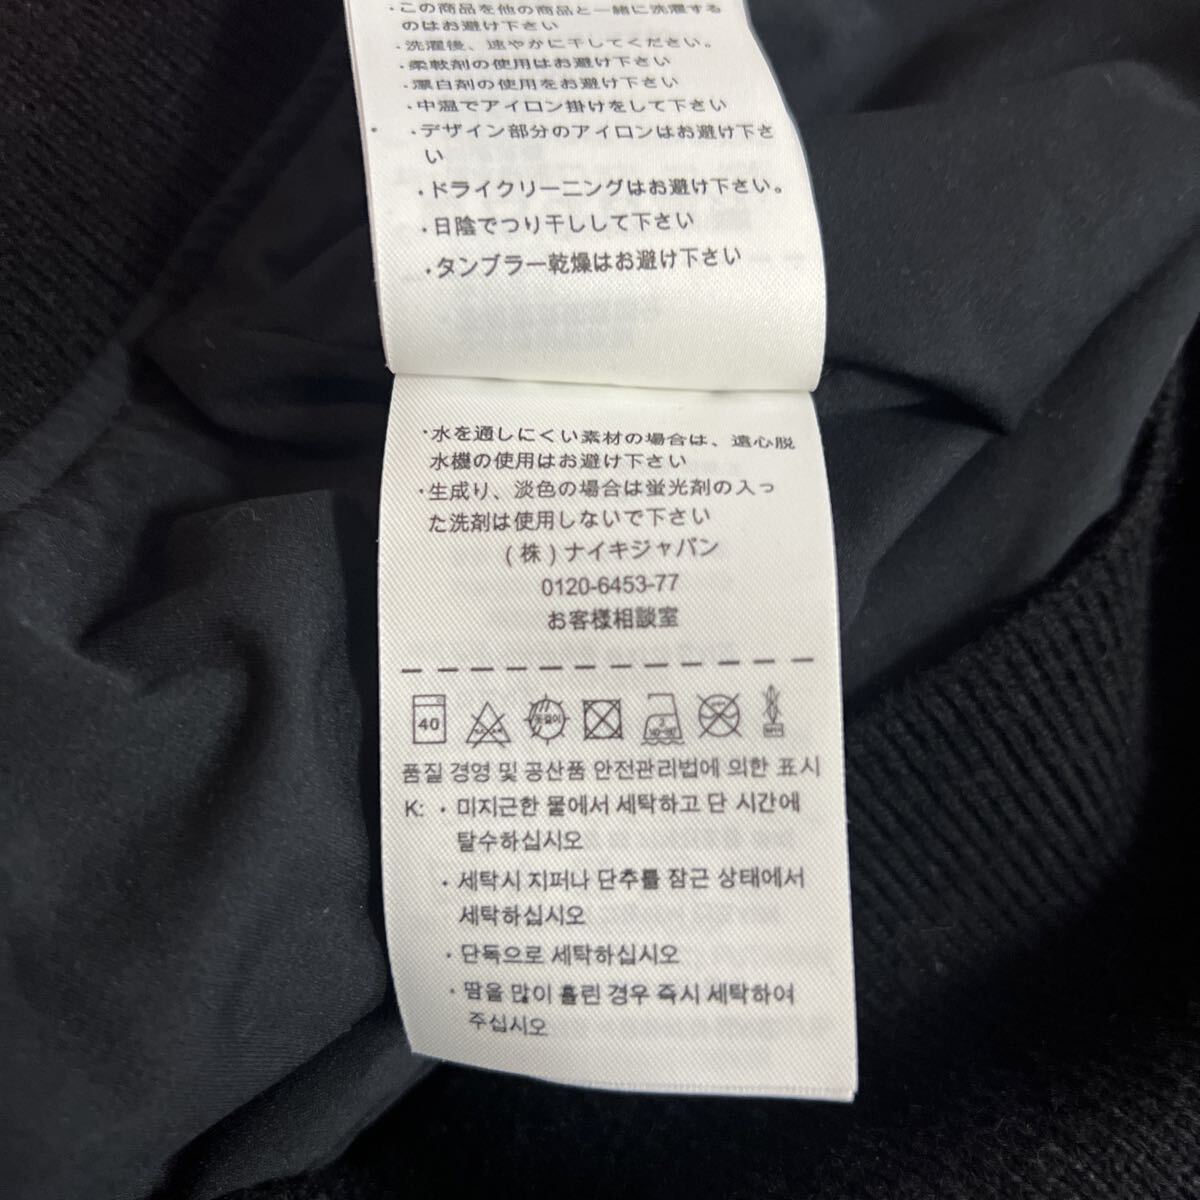 ・この商品を他の商品と一緒に洗濯する
のはお避け下さい
・洗濯後、速やかに干してください。
・柔軟剤の使用はお避け下さい
・漂白剤の使用をお避け下さい
・中温でアイロン掛けをして下さい
・デザイン部分のアイロンはお避け下さ
い
・ドライクリーニングはお避け下さい。
・日陰でつり干しして下さい
・タンブラー乾燥はお避け下さい
・水を通しにくい素材の場合は、遠心脱
水機の使用はお避け下さい
・生成り、淡色の場合は蛍光剤の入っ
た洗剤は使用しないで下さい
(株)ナイキジャパン
0120-6453-77
お客様相談室
40
옷걸이
품질 경영 및 공산품 안전관리법에 의한 표시
K: ・미지근한 물에서 세탁하고 단 시간에
탈수하십시오
・세탁시 지퍼나 단추를 잠근 상태에서
세탁하십시오
・단독으로 세탁하십시오
・땀을 많이 흘린 경우 즉시 세탁하여
주십시오